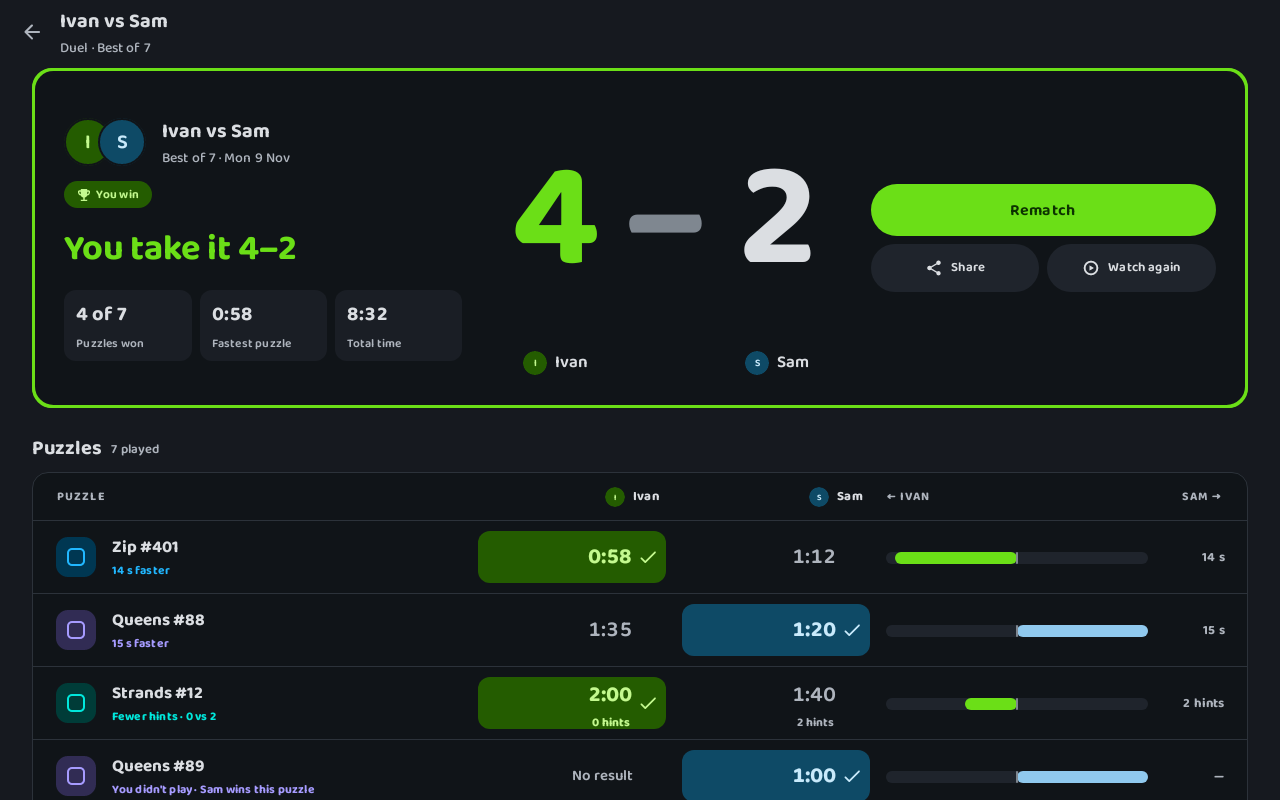 Ivan vs Sam
Duel · Best of 7
I S
Ivan vs Sam
Best of 7 · Mon 9 Nov
You win
You take it 4–2
4 of 7
Puzzles won
0:58
Fastest puzzle
8:32
Total time
4 – 2
I Ivan
S Sam
Rematch
Share
Watch again
Puzzles 7 played
PUZZLE I Ivan S Sam ← IVAN SAM →
Zip #401
14 s faster
0:58 1:12 14 s
Queens #88
15 s faster
1:35 1:20 15 s
Strands #12
Fewer hints · 0 vs 2
2:00 1:40 2 hints
0 hints 2 hints
Queens #89
You didn't play · Sam wins this puzzle
No result 1:00 –